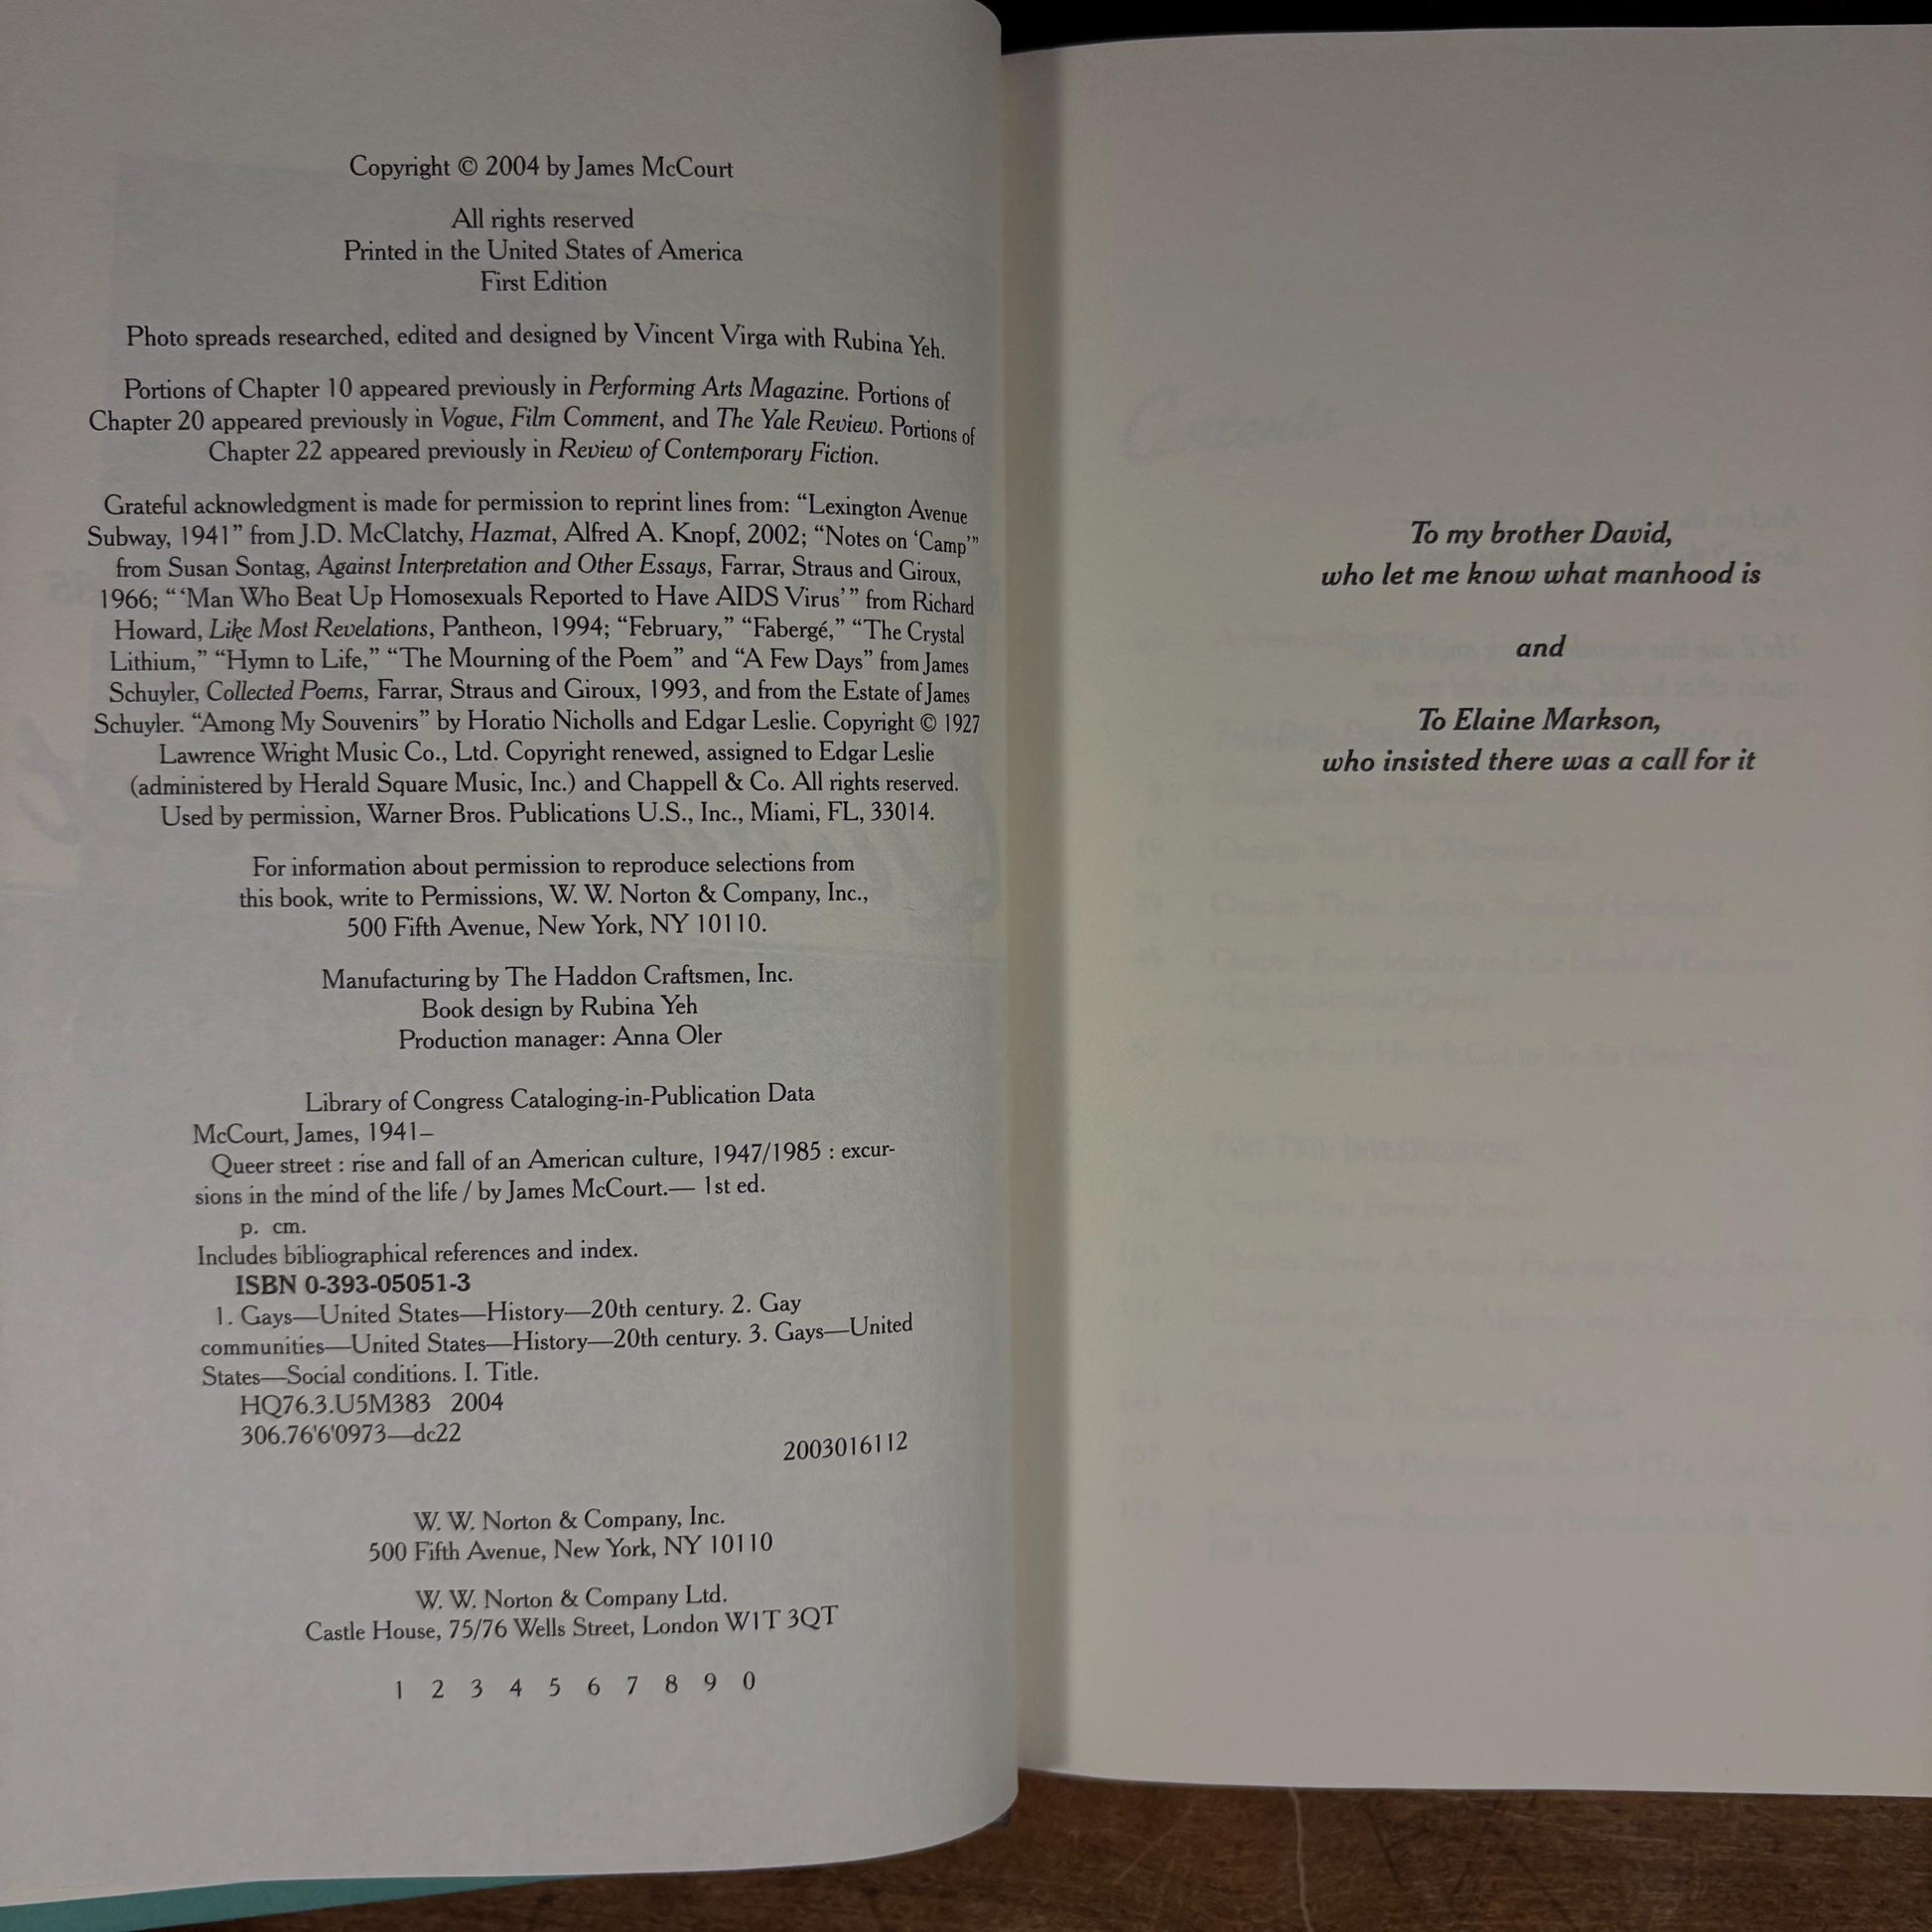 Copyright © 2004 by James McCourt
All rights reserved
Printed in the United States of America
First Edition
Photo spreads researched, edited and designed by Vincent Virga with Rubina Yeh.
Portions of Chapter 10 appeared previously in Performing Arts Magazine. Portions of
Chapter 20 appeared previously in Vogue, Film Comment, and The Yale Review. Portions of
Chapter 22 appeared previously in Review of Contemporary Fiction.
Grateful acknowledgment is made for permission to reprint lines from: “Lexington Avenue
Subway, 1941” from J.D. McClatchy, Hazmat, Alfred A. Knopf, 2002; “Notes on ‘Camp’”
from Susan Sontag, Against Interpretation and Other Essays, Farrar, Straus and Giroux,
1966; “ ‘Man Who Beat Up Homosexuals Reported to Have AIDS Virus’ ” from Richard
Howard, Like Most Revelations, Pantheon, 1994; “February,” “Fabergé,” “The Crystal
Lithium,” “Hymn to Life,” “The Mourning of the Poem” and “A Few Days” from James
Schuyler, Collected Poems, Farrar, Straus and Giroux, 1993, and from the Estate of James
Schuyler. “Among My Souvenirs” by Horatio Nicholls and Edgar Leslie. Copyright © 1927
Lawrence Wright Music Co., Ltd. Copyright renewed, assigned to Edgar Leslie
(administered by Herald Square Music, Inc.) and Chappell & Co. All rights reserved.
Used by permission, Warner Bros. Publications U.S., Inc., Miami, FL, 33014.
For information about permission to reproduce selections from
this book, write to Permissions, W. W. Norton & Company, Inc.,
500 Fifth Avenue, New York, NY 10110.
Manufacturing by The Haddon Craftsmen, Inc.
Book design by Rubina Yeh
Production manager: Anna Oler
Library of Congress Cataloging-in-Publication Data
McCourt, James, 1941–
Queer street : rise and fall of an American culture, 1947/1985 : excur-
sions in the mind of the life / by James McCourt.— 1st ed.
p. cm.
Includes bibliographical references and index.
ISBN 0-393-05051-3
1. Gays—United States—History—20th century. 2. Gay
communities—United States—History—20th century. 3. Gays—United
States—Social conditions. I. Title.
HQ76.3.U5M383 2004
306.76'6'0973—dc22
2003016112
W. W. Norton & Company, Inc.
500 Fifth Avenue, New York, NY 10110
W. W. Norton & Company Ltd.
Castle House, 75/76 Wells Street, London W1T 3QT
1 2 3 4 5 6 7 8 9 0
To my brother David,
who let me know what manhood is
and
To Elaine Markson,
who insisted there was a call for it